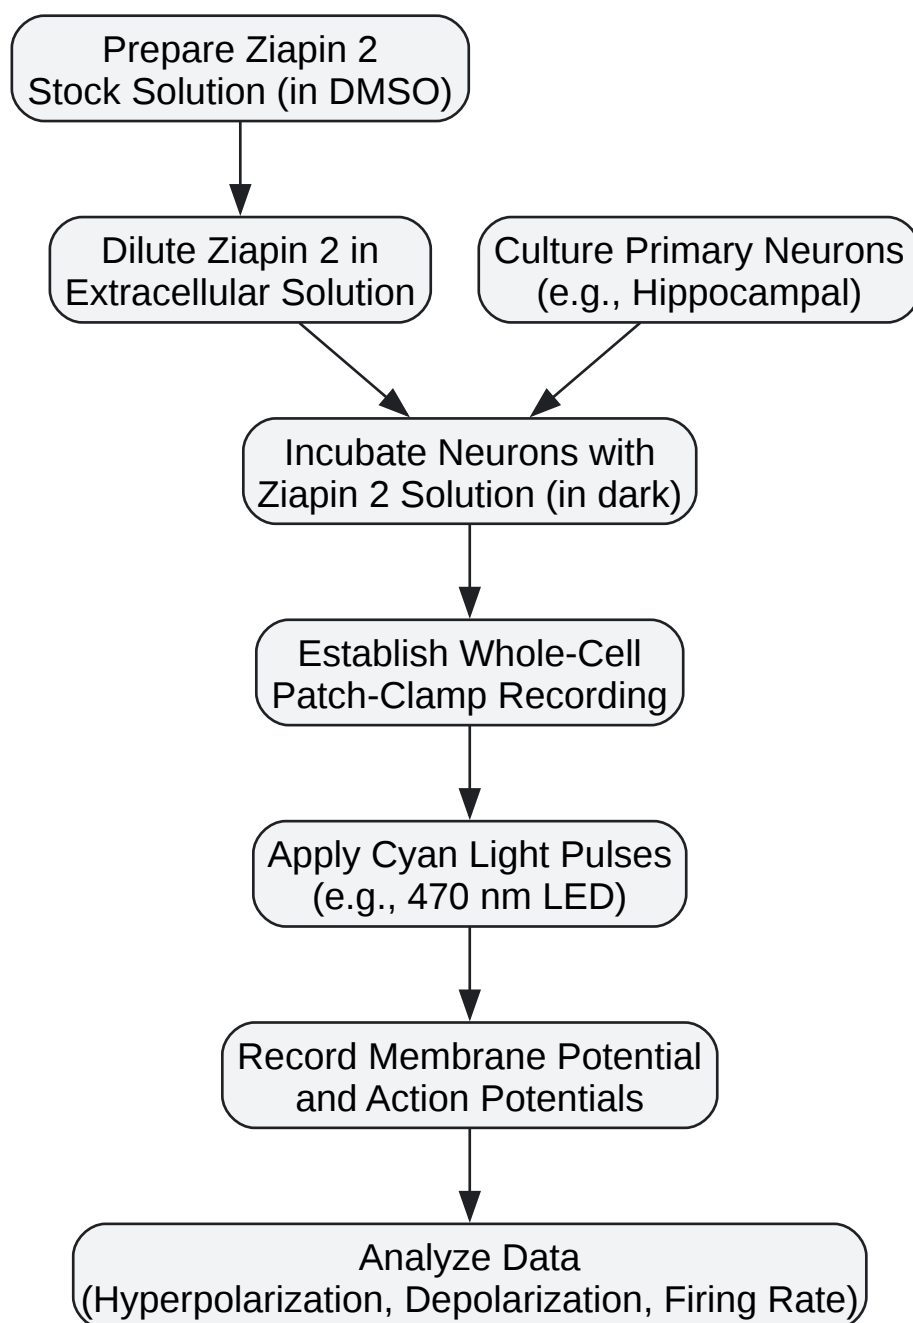 Prepare Ziapin 2
Stock Solution (in DMSO)
Dilute Ziapin 2 in
Extracellular Solution
Culture Primary Neurons
(e.g., Hippocampal)
Incubate Neurons with
Ziapin 2 Solution (in dark)
Establish Whole-Cell
Patch-Clamp Recording
Apply Cyan Light Pulses
(e.g., 470 nm LED)
Record Membrane Potential
and Action Potentials
Analyze Data
(Hyperpolarization, Depolarization, Firing Rate)